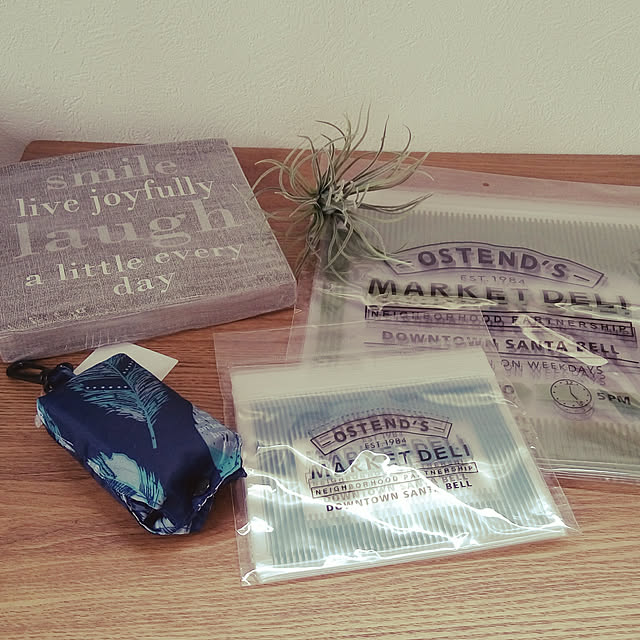 smile
live joyfully
laugh
a little every
day
OSTEND'S
EST.1984
MARKET DELI
NEIGHBORHOOD PARTNERSHIP
DOWNTOWN SANTA BELL
ON WEEKDAYS
5PM
OSTEND'S
EST.1984
MARKET DELI
NEIGHBORHOOD PARTNERSHIP
DOWNTOWN SANTA BELL